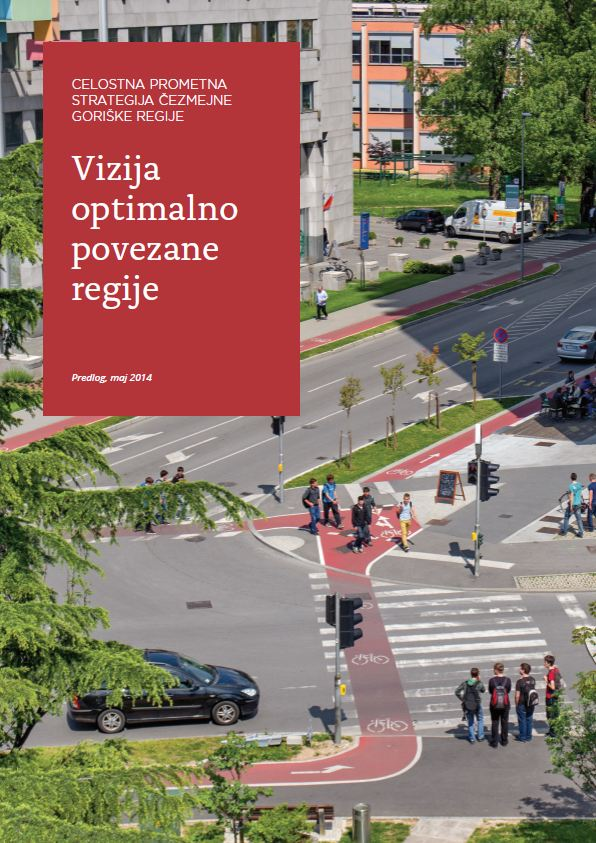 CELOSTNA PROMETNA
STRATEGIJA ČEZMEJNE
GORIŠKE REGIJE
Vizija
optimalno
povezane
regije
Predlog, maj 2014